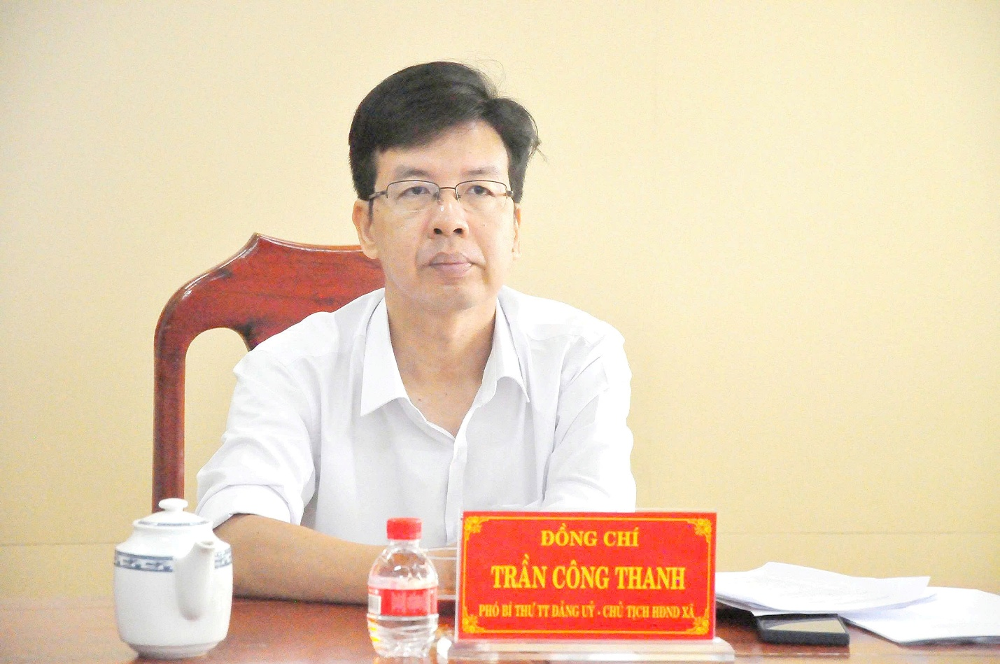 ĐỒNG CHÍ
TRẦN CÔNG THANH
PHÓ BÍ THƯ TT ĐẢNG UỶ - CHỦ TỊCH HĐND XÃ